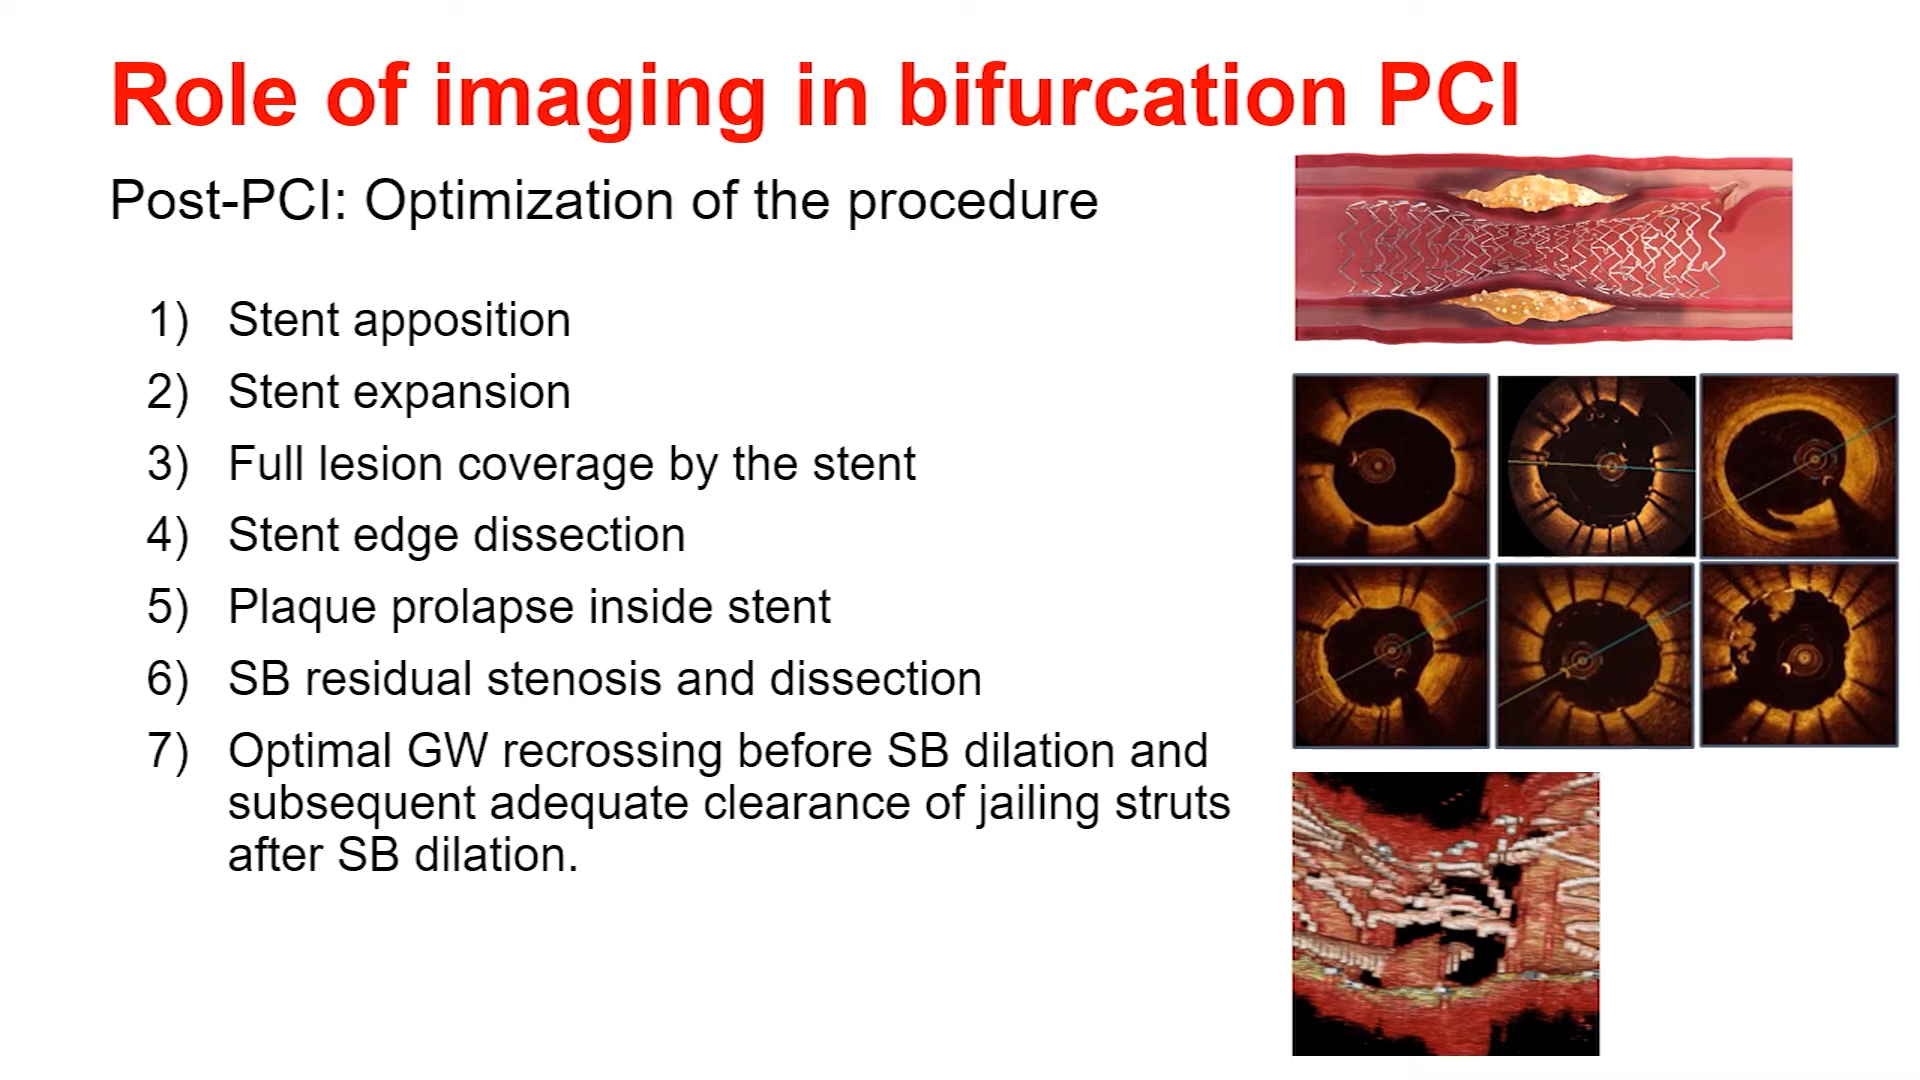 Role of imaging in bifurcation PCI
Post-PCI: Optimization of the procedure
1) Stent apposition
2) Stent expansion
3) Full lesion coverage by the stent
4) Stent edge dissection
5) Plaque prolapse inside stent
6) SB residual stenosis and dissection
7) Optimal GW recrossing before SB dilation and
subsequent adequate clearance of jailing struts
after SB dilation.